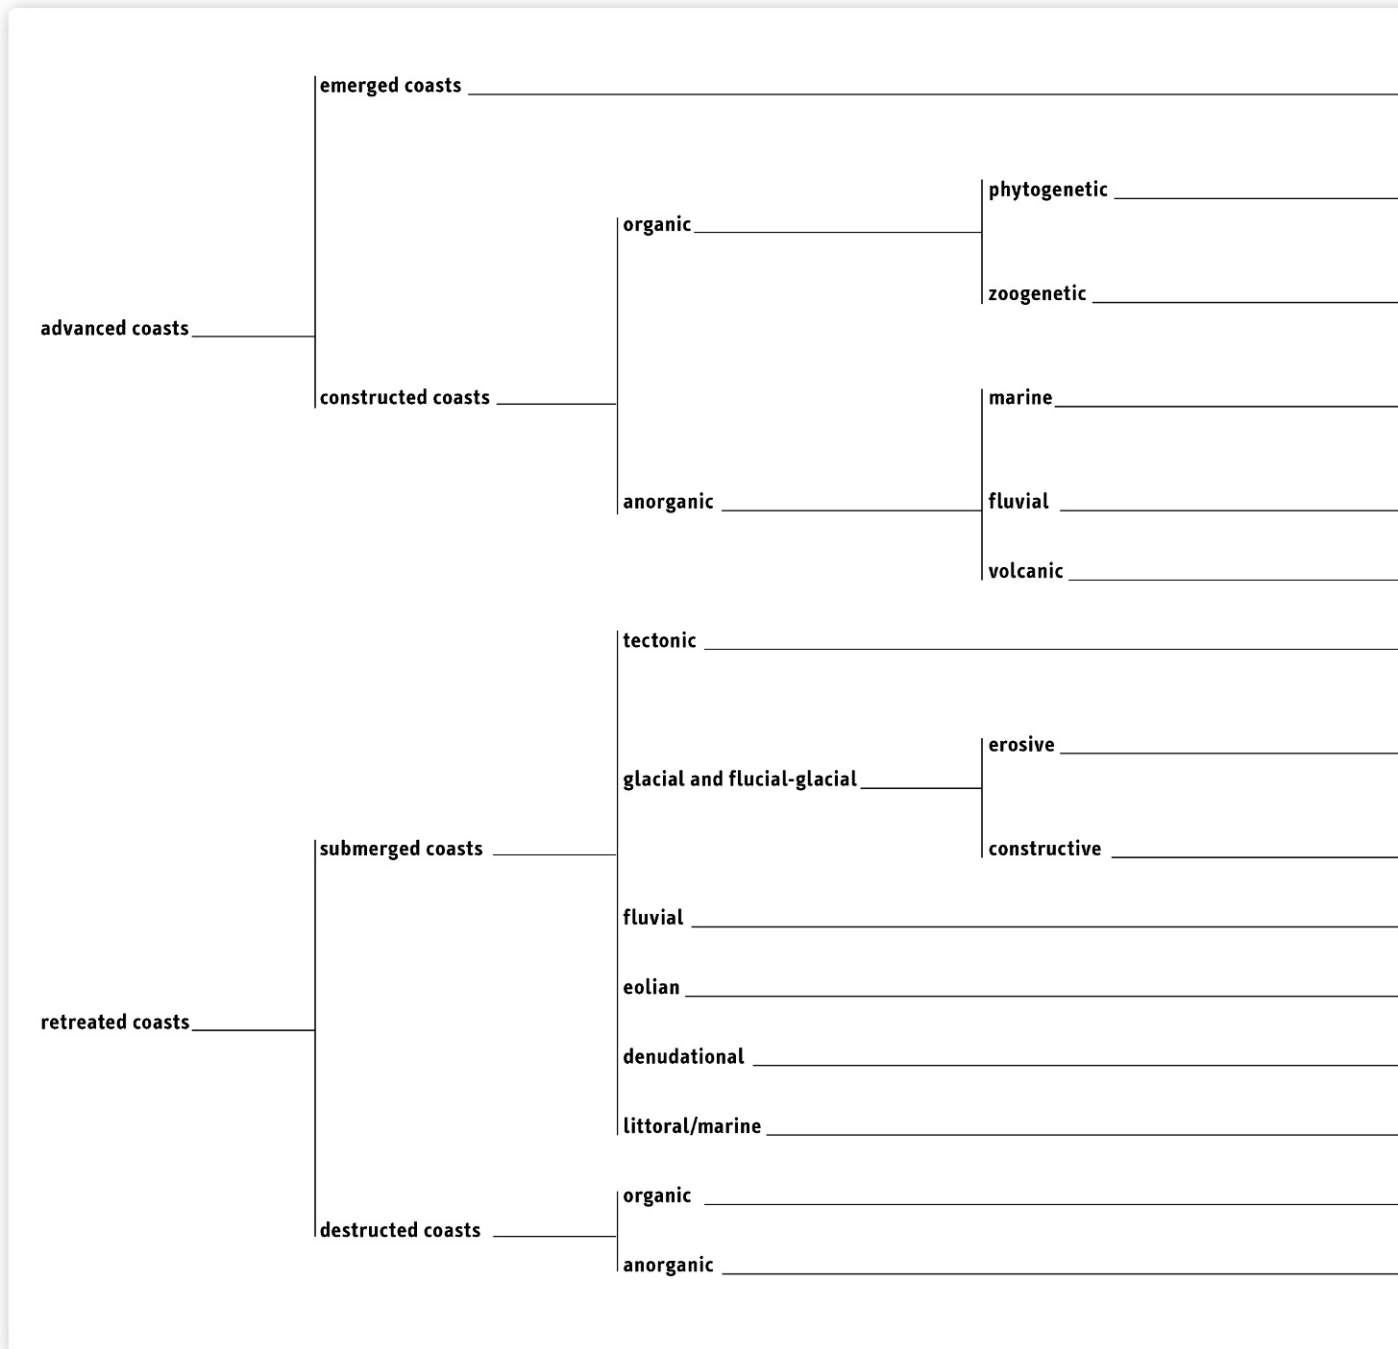 emerged coasts
phytogenetic
organic
zoogenetic
advanced coasts
constructed coasts
marine
anorganic
fluvial
volcanic
tectonic
erosive
glacial and flucial-glacial
submerged coasts
constructive
fluvial
eolian
retreated coasts
denudational
littoral/marine
organic
destructed coasts
anorganic